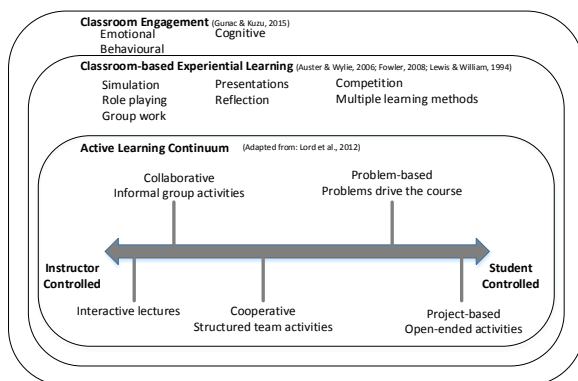 Classroom Engagement (Gunac & Kuzu, 2015)
Emotional Cognitive
Behavioural
Classroom-based Experiential Learning (Auster & Wylie, 2006; Fowler, 2008; Lewis & William, 1994)
Simulation Presentations Competition
Role playing Reflection Multiple learning methods
Group work
Active Learning Continuum (Adapted from: Lord et al., 2012)
Collaborative
Informal group activities
Problem-based
Problems drive the course
Instructor
Controlled
Student
Controlled
Interactive lectures
Cooperative
Structured team activities
Project-based
Open-ended activities